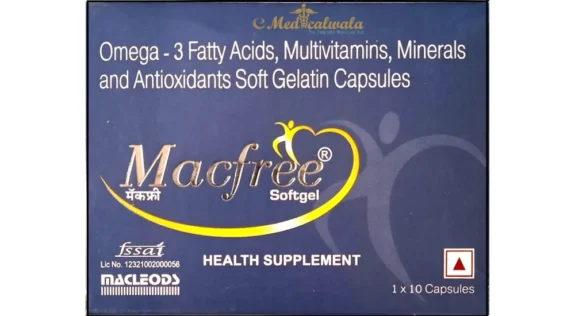 Medicalwala
Omega - 3 Fatty Acids, Multivitamins, Minerals
and Antioxidants Soft Gelatin Capsules
Macfree®
मॅकफ्री
Softgel
fssai
Lic No. 12321002000056
HEALTH SUPPLEMENT
MACLEODS
1 x 10 Capsules